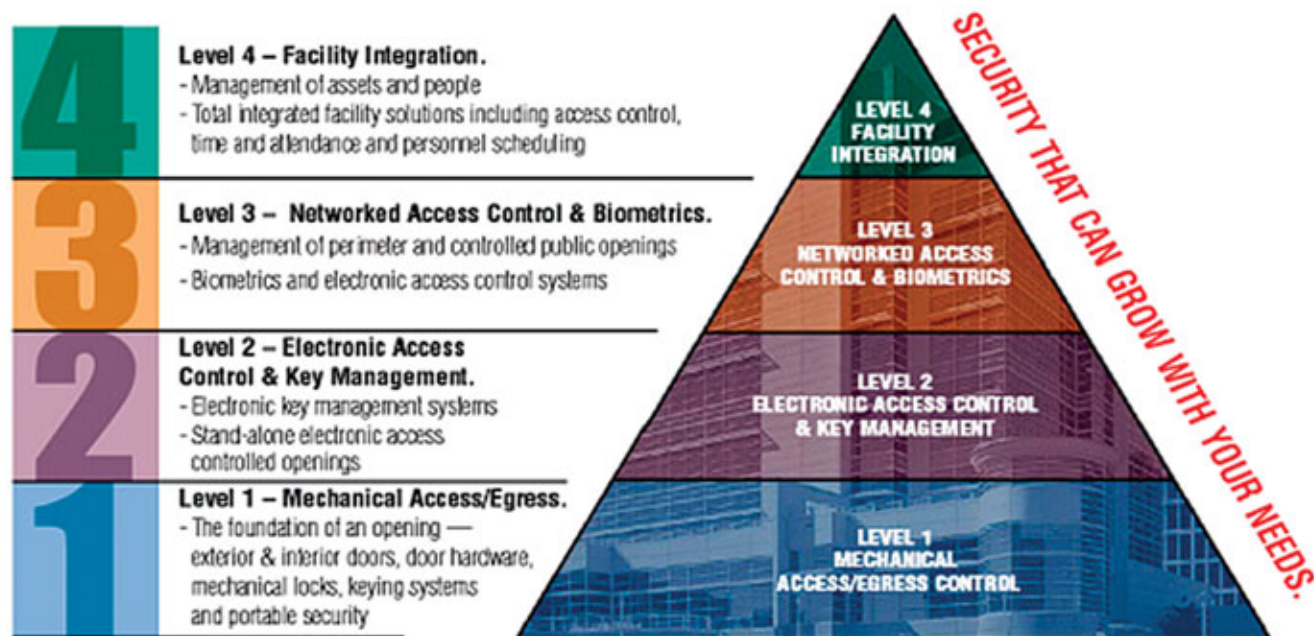 4
Level 4 – Facility Integration.
- Management of assets and people
- Total integrated facility solutions including access control,
time and attendance and personnel scheduling
3
Level 3 – Networked Access Control & Biometrics.
- Management of perimeter and controlled public openings
- Biometrics and electronic access control systems
2
Level 2 – Electronic Access
Control & Key Management.
- Electronic key management systems
- Stand-alone electronic access
controlled openings
1
Level 1 – Mechanical Access/Egress.
- The foundation of an opening —
exterior & interior doors, door hardware,
mechanical locks, keying systems
and portable security
LEVEL 4
FACILITY
INTEGRATION
LEVEL 3
NETWORKED ACCESS
CONTROL & BIOMETRICS
LEVEL 2
ELECTRONIC ACCESS CONTROL
& KEY MANAGEMENT
LEVEL 1
MECHANICAL
ACCESS/EGRESS CONTROL
SECURITY THAT CAN GROW WITH YOUR NEEDS.